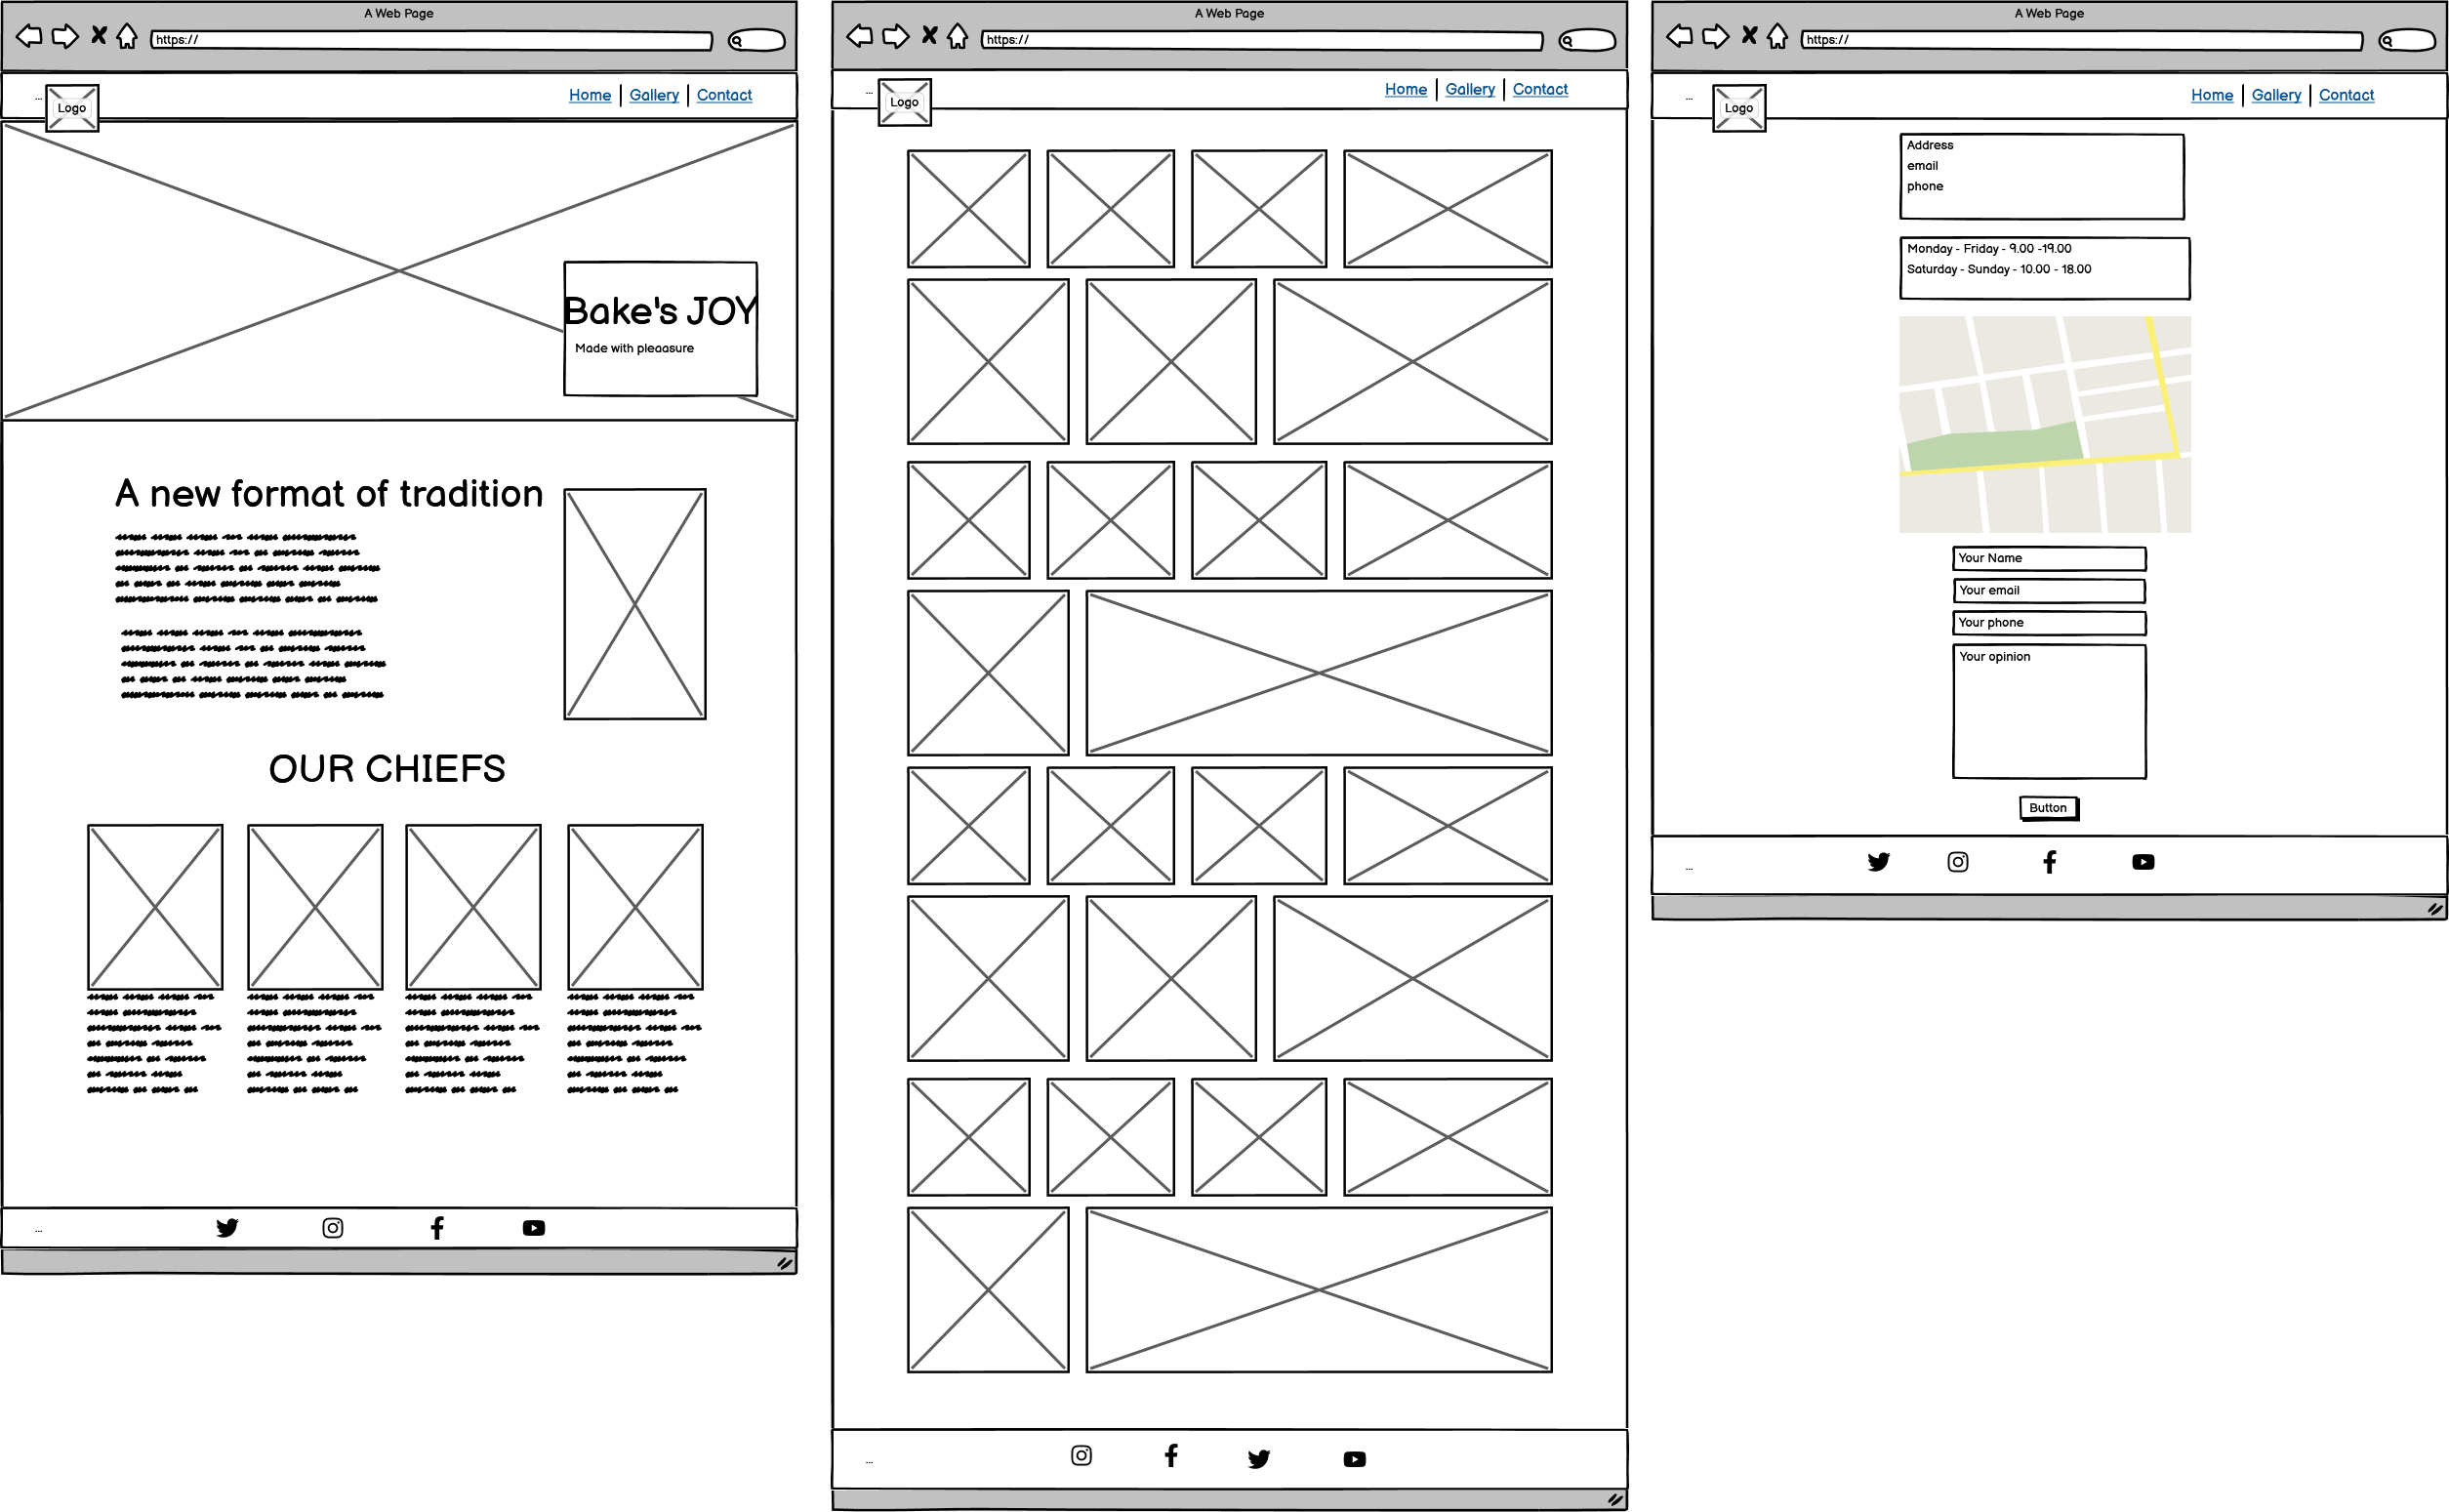 A Web Page
https://
...
Logo
Home
Gallery
Contact
Bake's JOY
Made with pleaasure
A new format of tradition
OUR CHIEFS
...
A Web Page
https://
...
Logo
Home
Gallery
Contact
...
A Web Page
https://
...
Logo
Home
Gallery
Contact
Address
email
phone
Monday - Friday - 9.00 -19.00
Saturday - Sunday - 10.00 - 18.00
Your Name
Your email
Your phone
Your opinion
Button
...